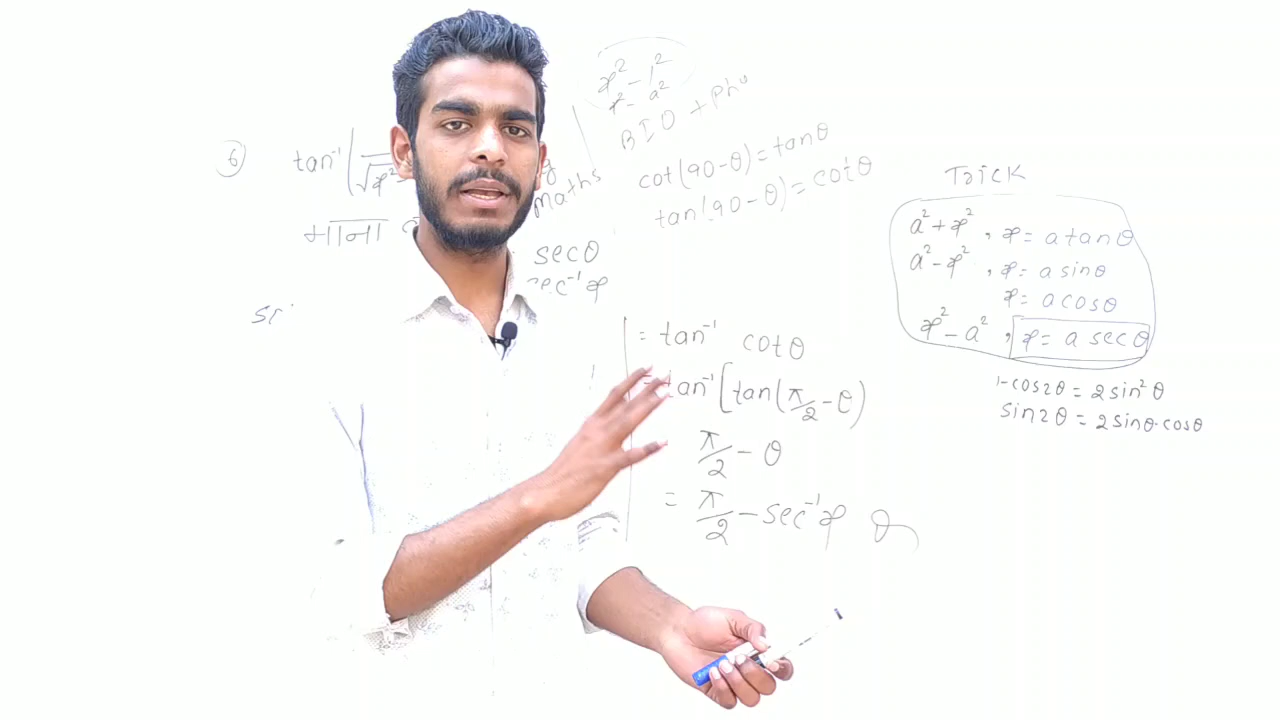 x² - 1²
x² - a²
BIO + 
Maths
cot(90-θ) = tanθ
tan(90-θ) = cotθ
6
tan⁻¹(
√x²-
माना
secθ
sec⁻¹x
= tan⁻¹ cotθ
= tan⁻¹[tan(π/2 - θ)
π/2 - θ
= π/2 - sec⁻¹x
Trick
a² + x² , x = a tanθ
a² - x² , x = a sinθ
x = a cosθ
x² - a² , x = a secθ
1-cos2θ = 2sin²θ
sin2θ = 2sinθ·cosθ